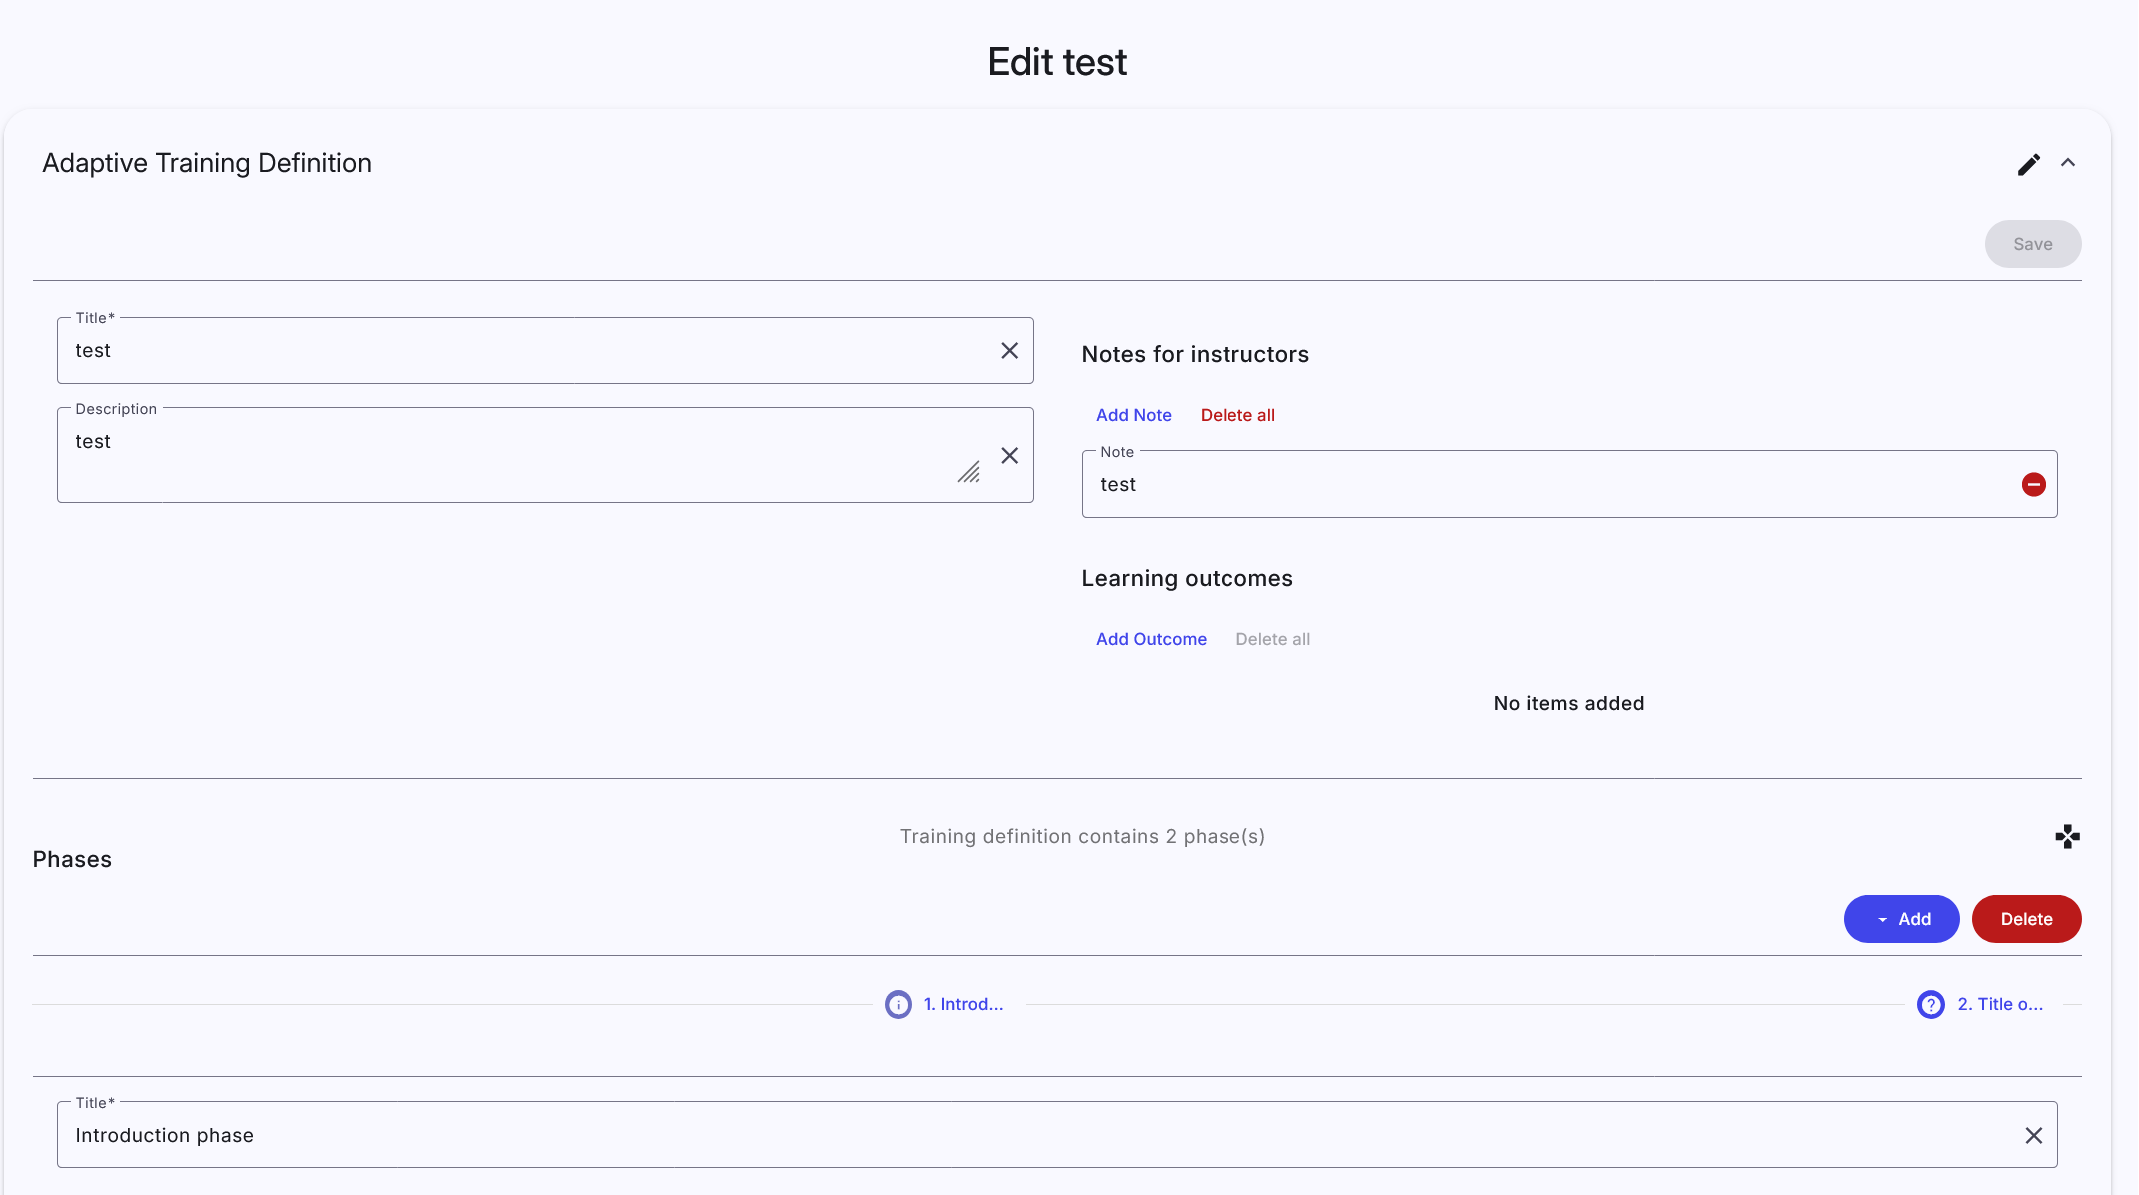 Edit test
Adaptive Training Definition
Save
Title*
test
Description
test
Notes for instructors
Add Note Delete all
Note
test
Learning outcomes
Add Outcome Delete all
No items added
Training definition contains 2 phase(s)
Phases
Add Delete
1. Introd...
2. Title o...
Title*
Introduction phase